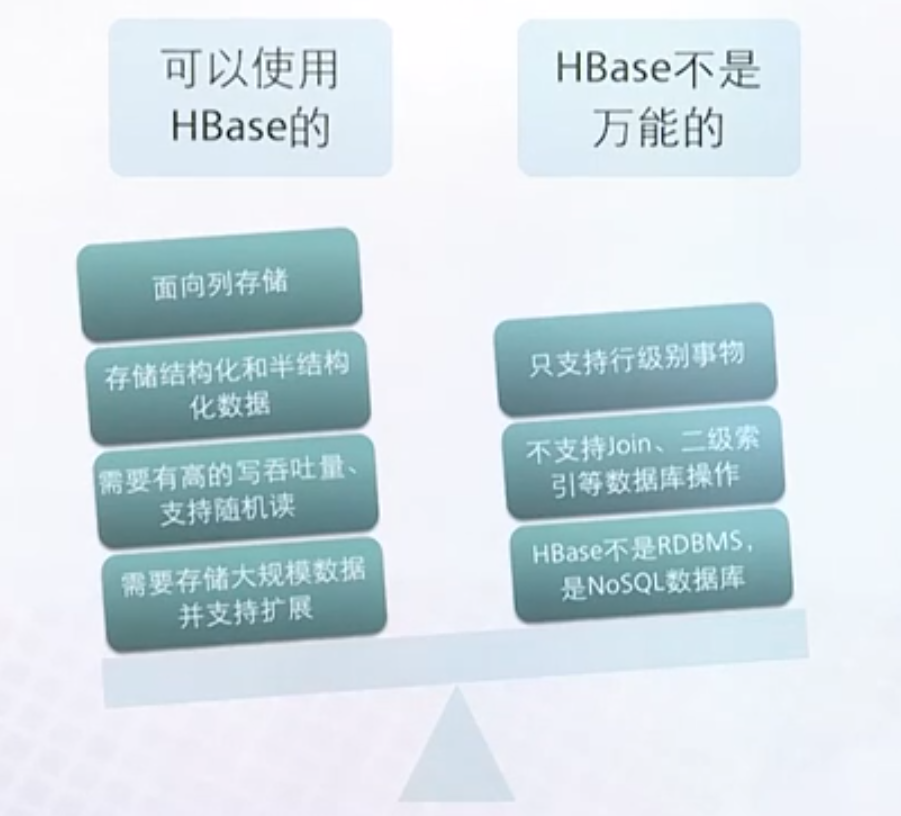 可以使用
HBase的
HBase不是
万能的
面向列存储
存储结构化和半结构
化数据
需要有高的写吞吐量、
支持随机读
需要存储大规模数据
并支持扩展
只支持行级别事物
不支持Join、二级索
引等数据库操作
HBase不是RDBMS，
是NoSQL数据库